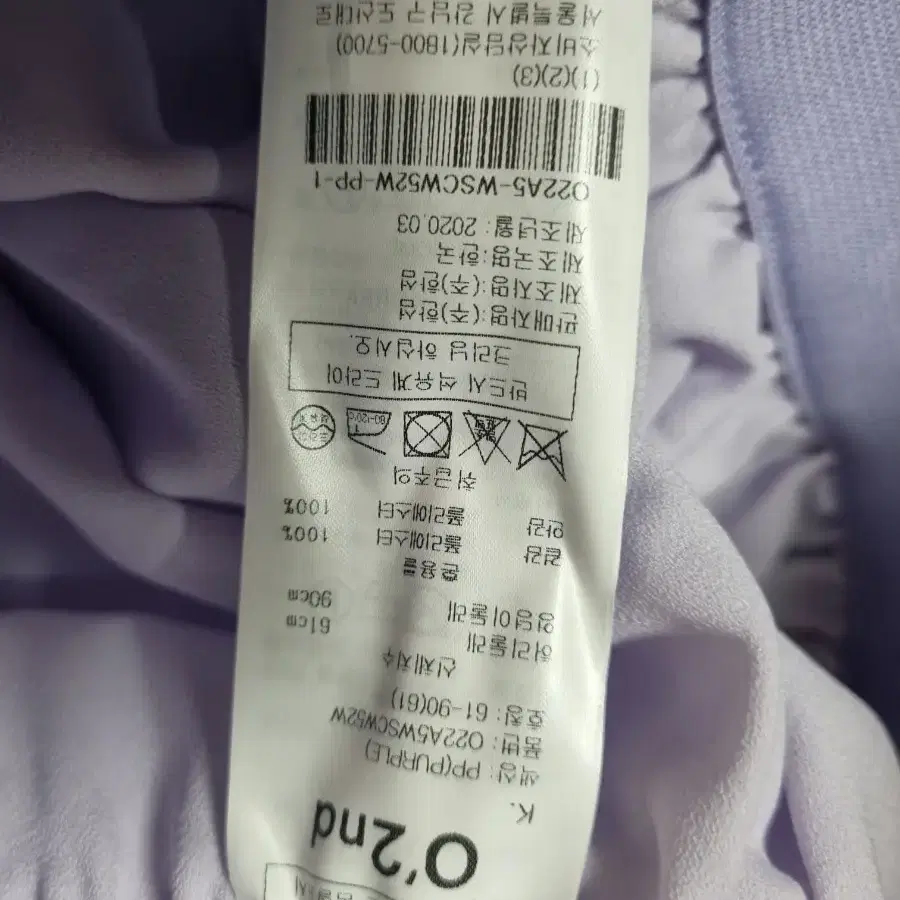 O'2nd
K.
색상: PP(PURPLE)
품번: O22A5WSCW52W
호칭: 61-90(61)
신체치수
허리둘레 61cm
엉덩이둘레 90cm
혼용률
겉감 폴리에스터 100%
안감 폴리에스터 100%
취급주의
80-120℃
반드시 석유계 드라이
크리닝 하십시오.
판매자명:(주)한섬
제조자명:(주)한섬
제조국명:한국
제조년월: 2020.03
O22A5-WSCW52W-PP-1
(1)(2)(3)
소비자상담실(1800-5700)
서울특별시 강남구 도산대로